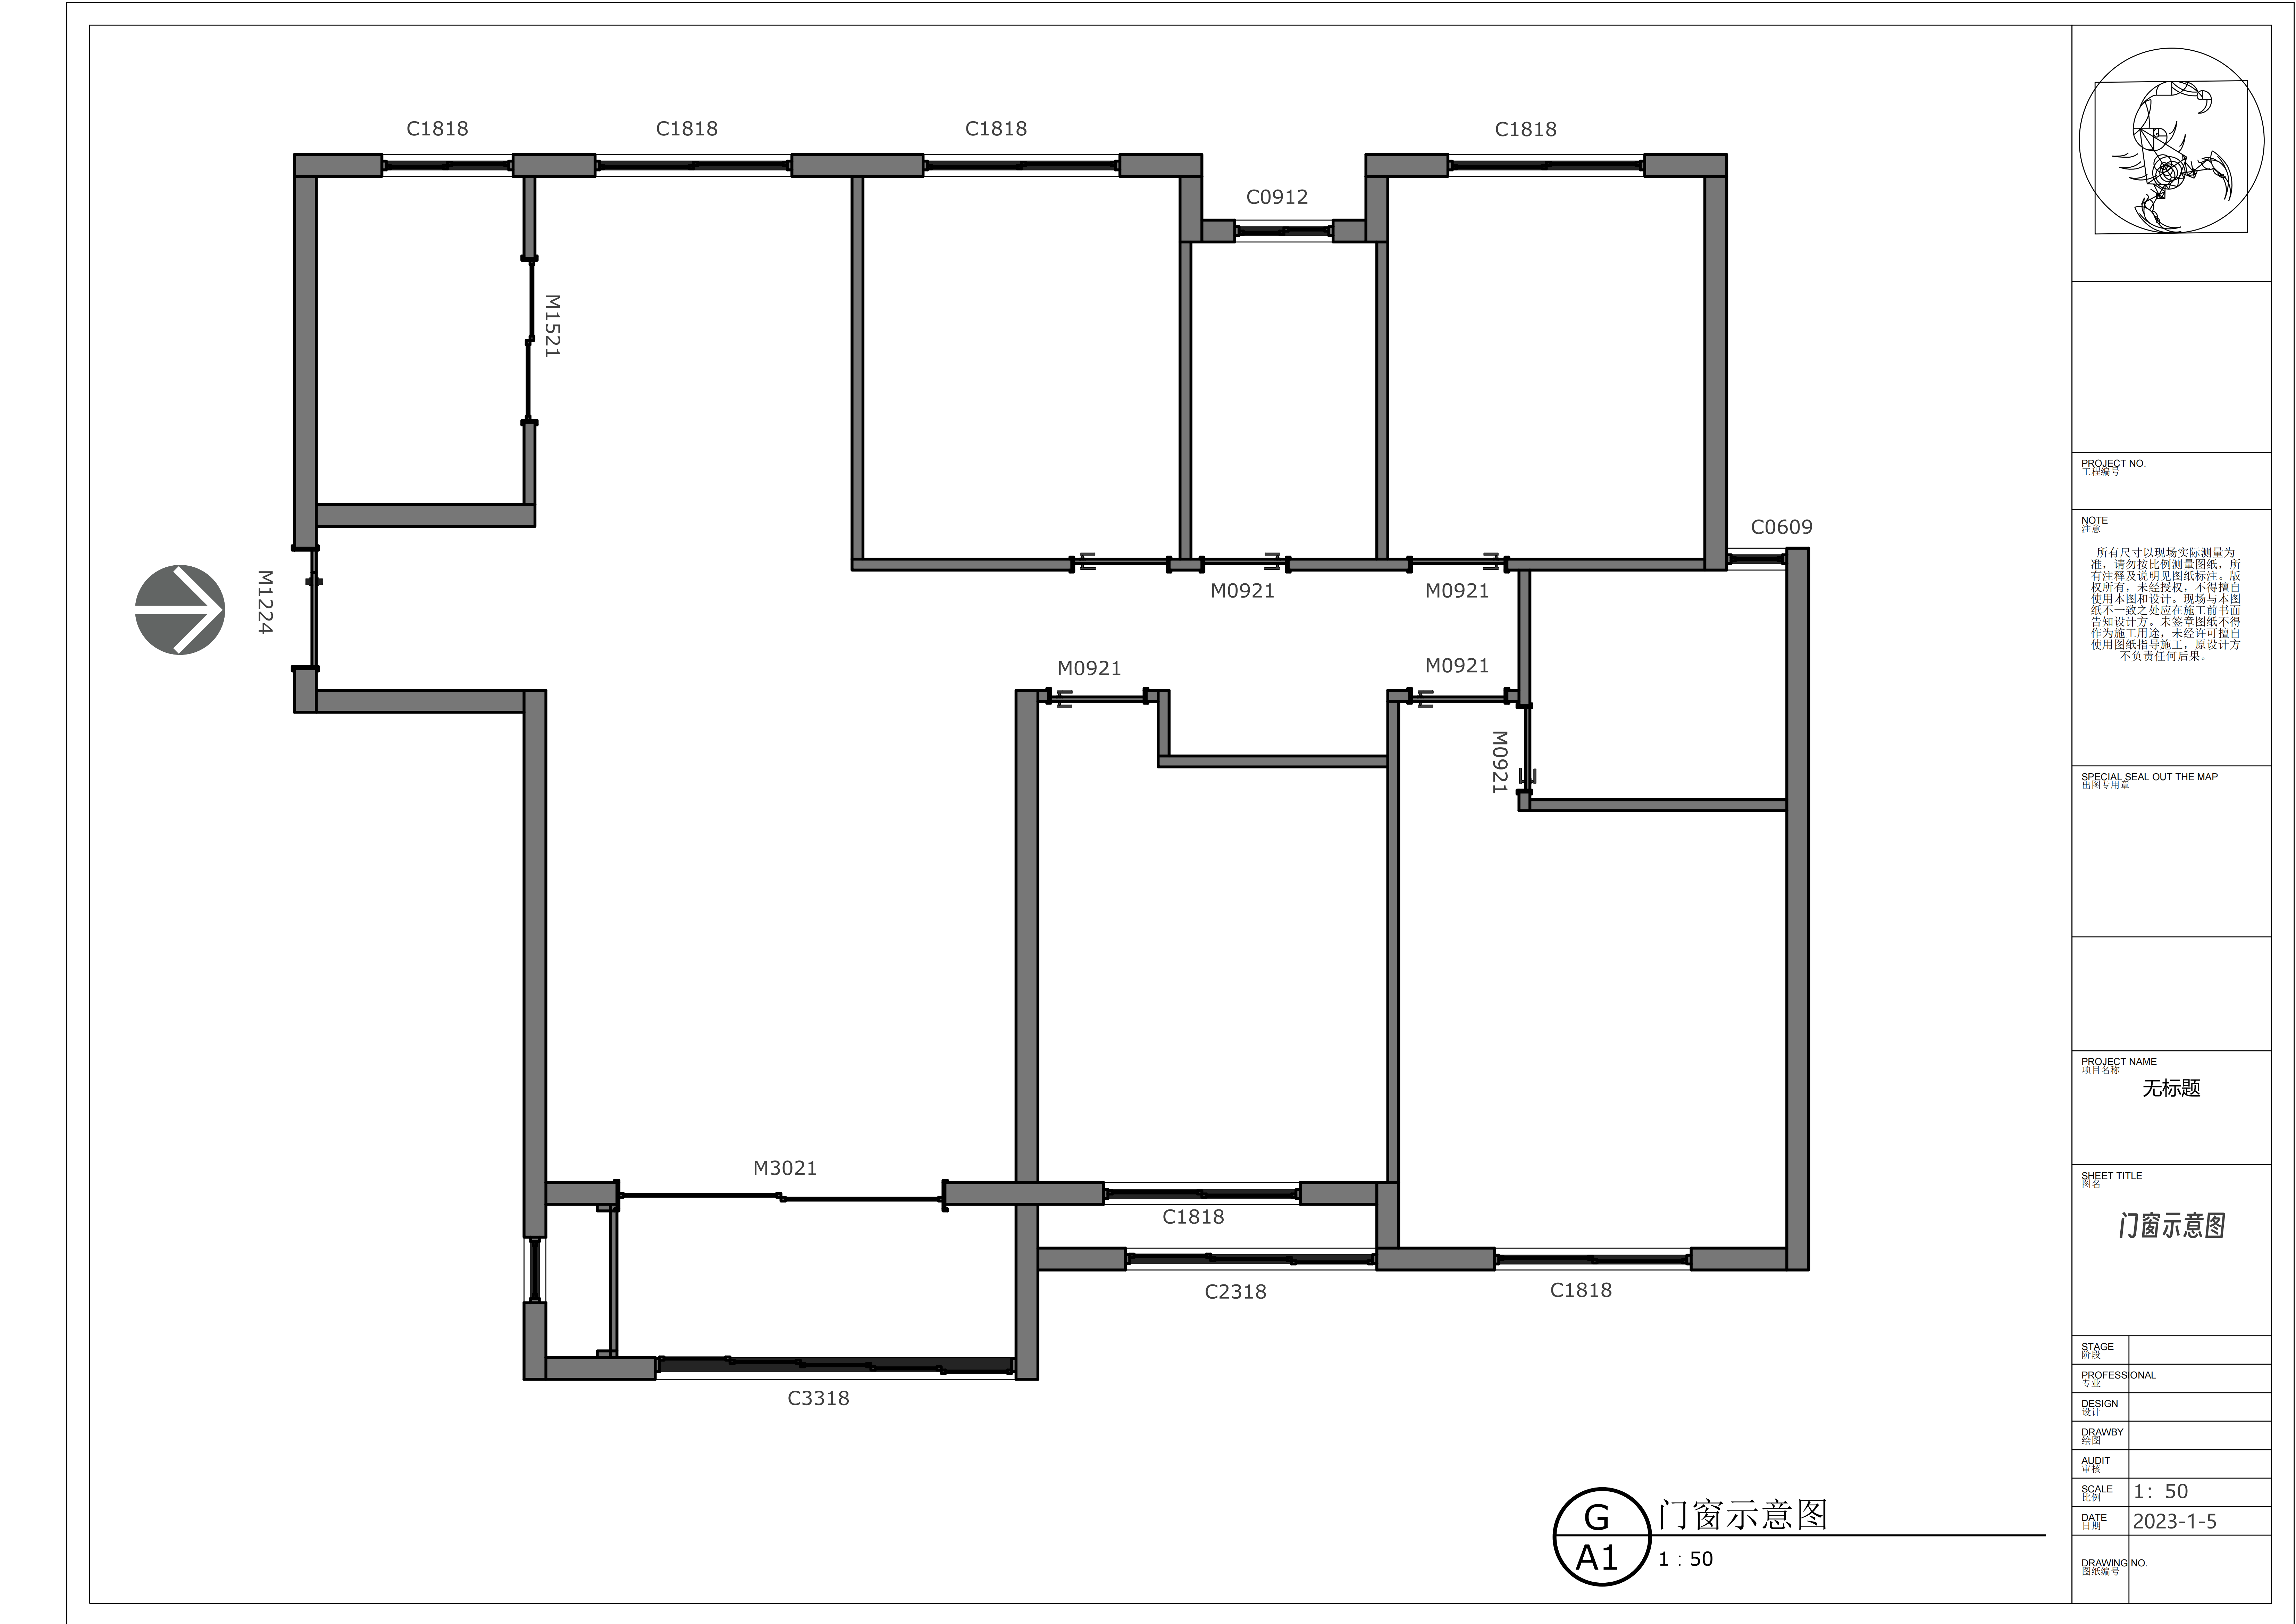 C1818
C1818
C1818
C1818
C0912
M1521
C0609
M1224
M0921
M0921
M0921
M0921
M0921
M3021
C1818
C2318
C1818
C3318
G
A1
门窗示意图
1：50
PROJECT NO.
工程编号
NOTE
注意
所有尺寸以现场实际测量为
准，请勿按比例测量图纸，所
有注释及说明见图纸标注。版
权所有，未经授权，不得擅自
使用本图和设计。现场与本图
纸不一致之处应在施工前书面
告知设计方。未签章图纸不得
作为施工用途，未经许可擅自
使用图纸指导施工，原设计方
不负责任何后果。
SPECIAL SEAL OUT THE MAP
出图专用章
PROJECT NAME
项目名称
无标题
SHEET TITLE
图名
门窗示意图
STAGE
阶段
PROFESSIONAL
专业
DESIGN
设计
DRAWBY
绘图
AUDIT
审核
SCALE
比例
1：50
DATE
日期
2023-1-5
DRAWING NO.
图纸编号